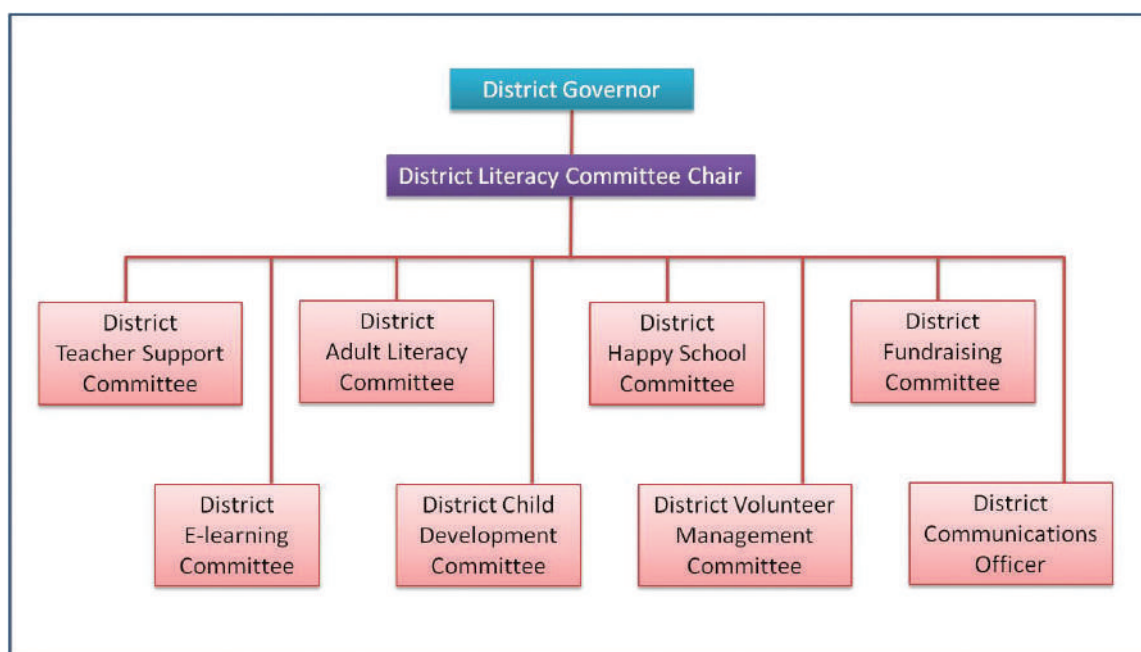 District Governor
District Literacy Committee Chair
District
Teacher Support
Committee
District
Adult Literacy
Committee
District
Happy School
Committee
District
Fundraising
Committee
District
E-learning
Committee
District Child
Development
Committee
District Volunteer
Management
Committee
District
Communications
Officer